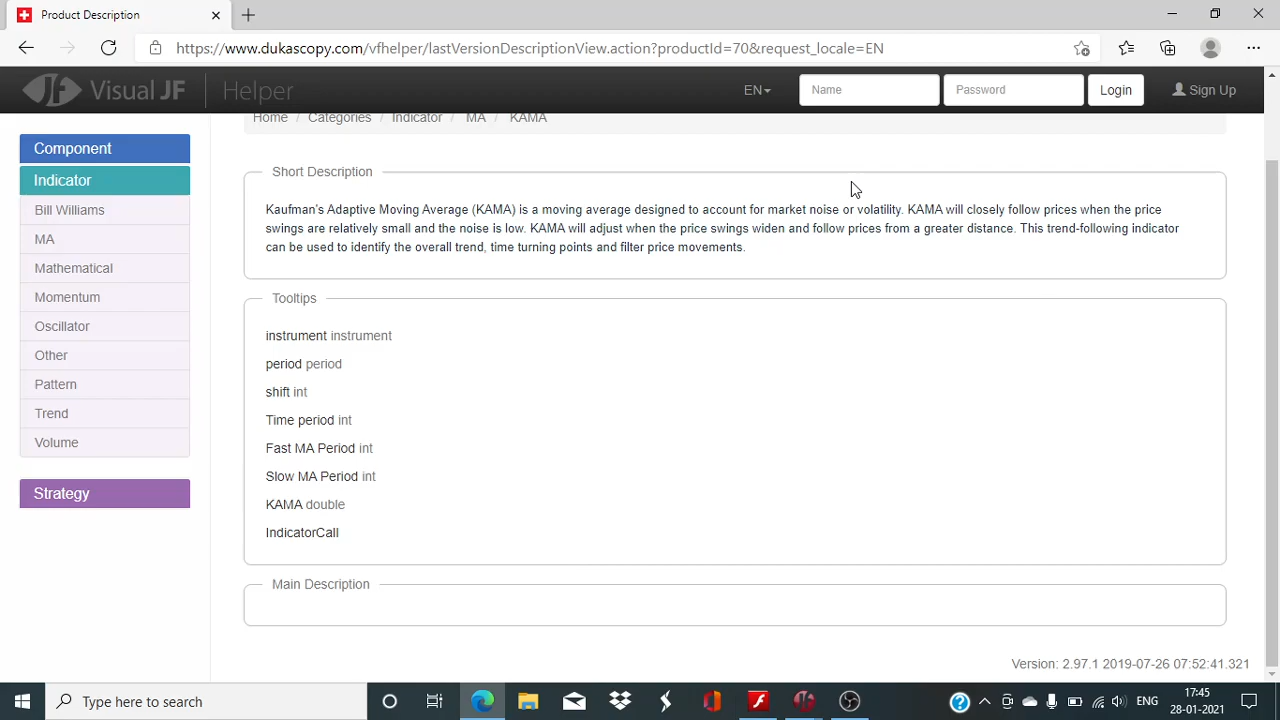 Product Description
https://www.dukascopy.com/vfhelper/lastVersionDescriptionView.action?productId=70&request_locale=EN
Visual JF Helper EN Name Password Login Sign Up
Home / Categories / Indicator / MA / KAMA
Component
Indicator
Bill Williams
MA
Mathematical
Momentum
Oscillator
Other
Pattern
Trend
Volume
Strategy
Short Description
Kaufman's Adaptive Moving Average (KAMA) is a moving average designed to account for market noise or volatility. KAMA will closely follow prices when the price
swings are relatively small and the noise is low. KAMA will adjust when the price swings widen and follow prices from a greater distance. This trend-following indicator
can be used to identify the overall trend, time turning points and filter price movements.
Tooltips
instrument instrument
period period
shift int
Time period int
Fast MA Period int
Slow MA Period int
KAMA double
IndicatorCall
Main Description
Version: 2.97.1 2019-07-26 07:52:41.321
Type here to search
ENG
17:45
28-01-2021